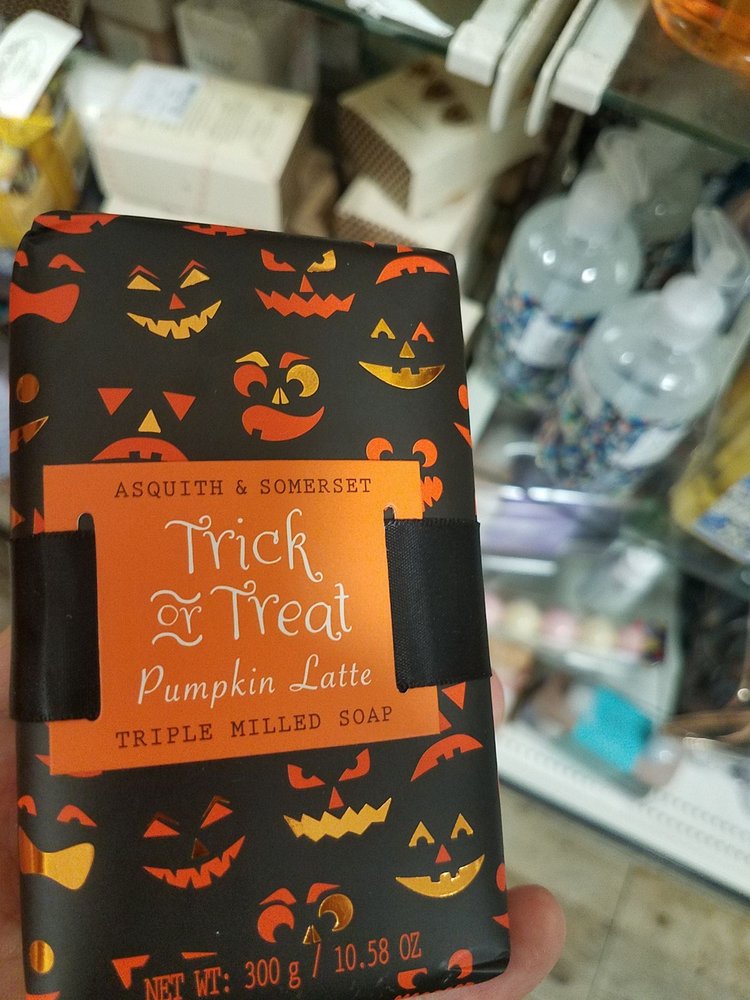 ASQUITH & SOMERSET
Trick
or Treat
Pumpkin Latte
TRIPLE MILLED SOAP
NET WT: 300 g / 10.58 OZ